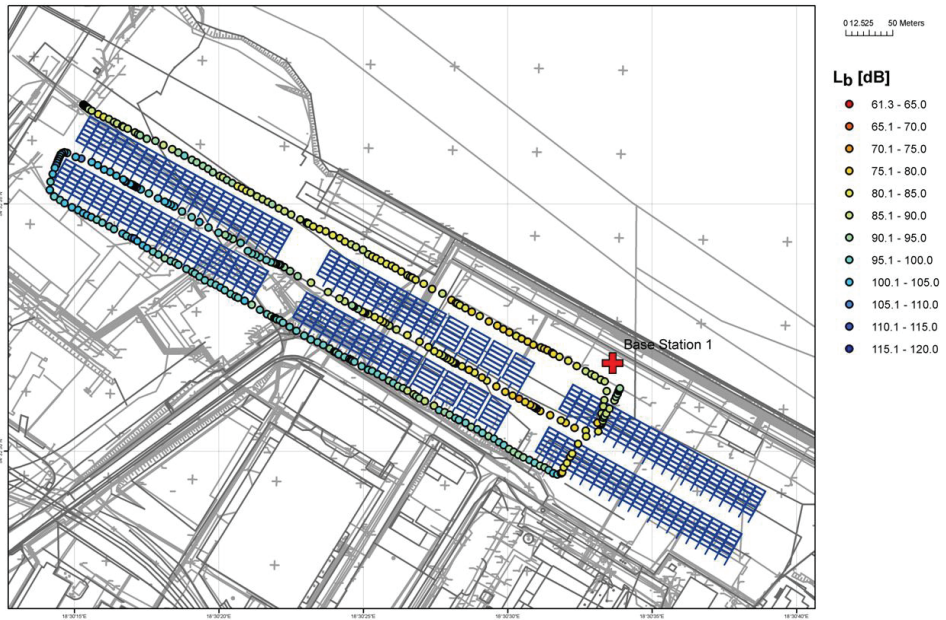 0 12.525 50 Meters
Lb [dB]
61.3 - 65.0
65.1 - 70.0
70.1 - 75.0
75.1 - 80.0
80.1 - 85.0
85.1 - 90.0
90.1 - 95.0
95.1 - 100.0
100.1 - 105.0
105.1 - 110.0
110.1 - 115.0
115.1 - 120.0
Base Station 1
18°30'15"E 18°30'20"E 18°30'25"E 18°30'30"E 18°30'35"E 18°30'40"E